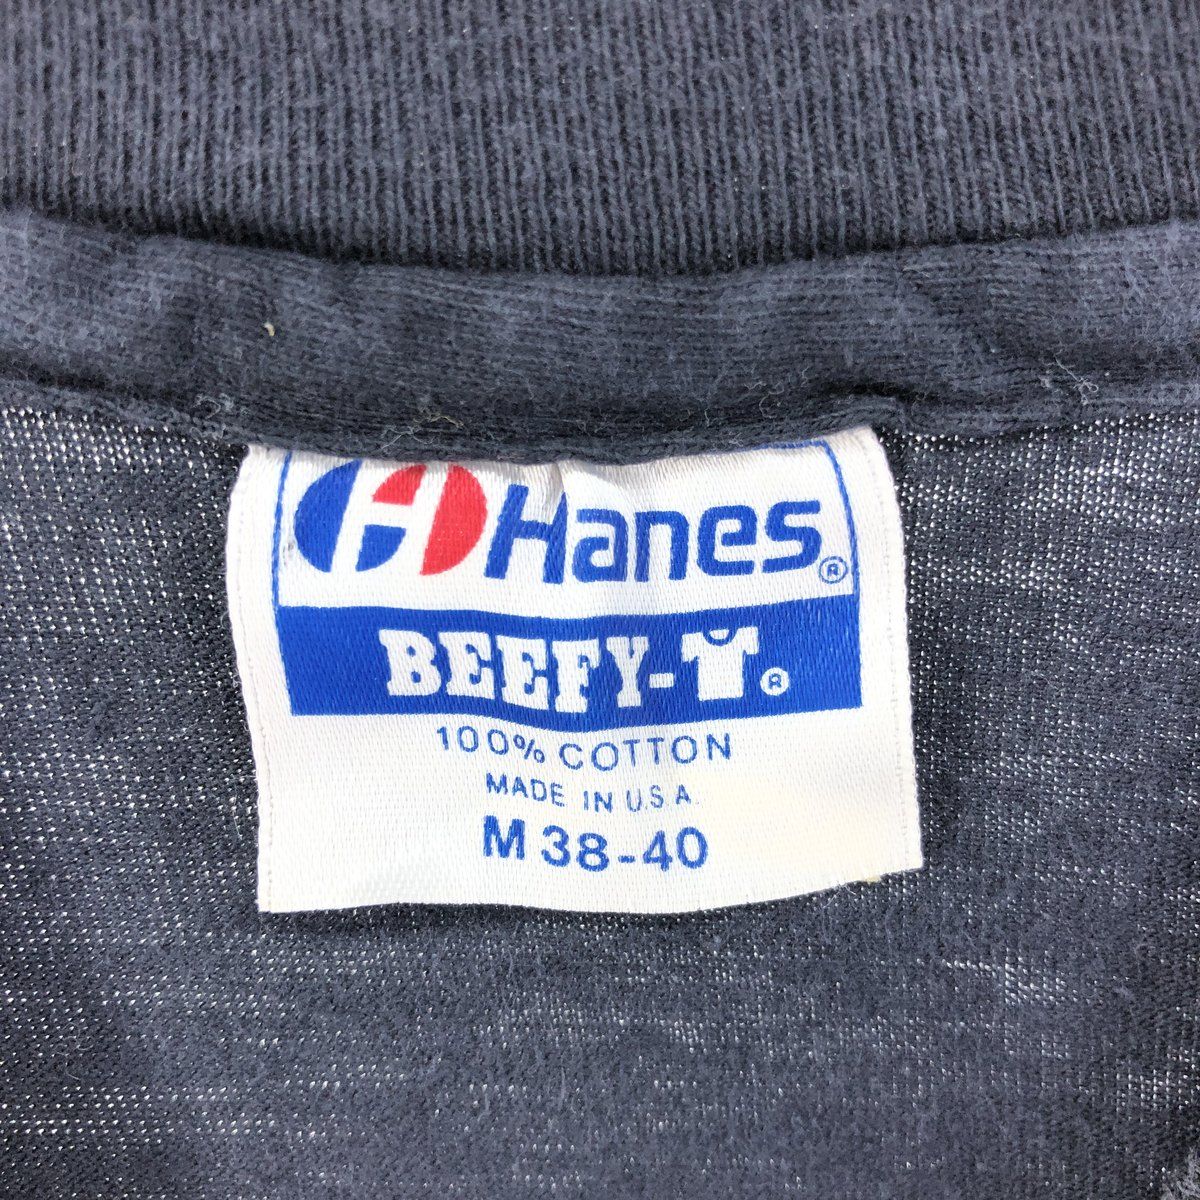 Hanes®
BEEFY-T®
100% COTTON
MADE IN U.S.A.
M 38-40